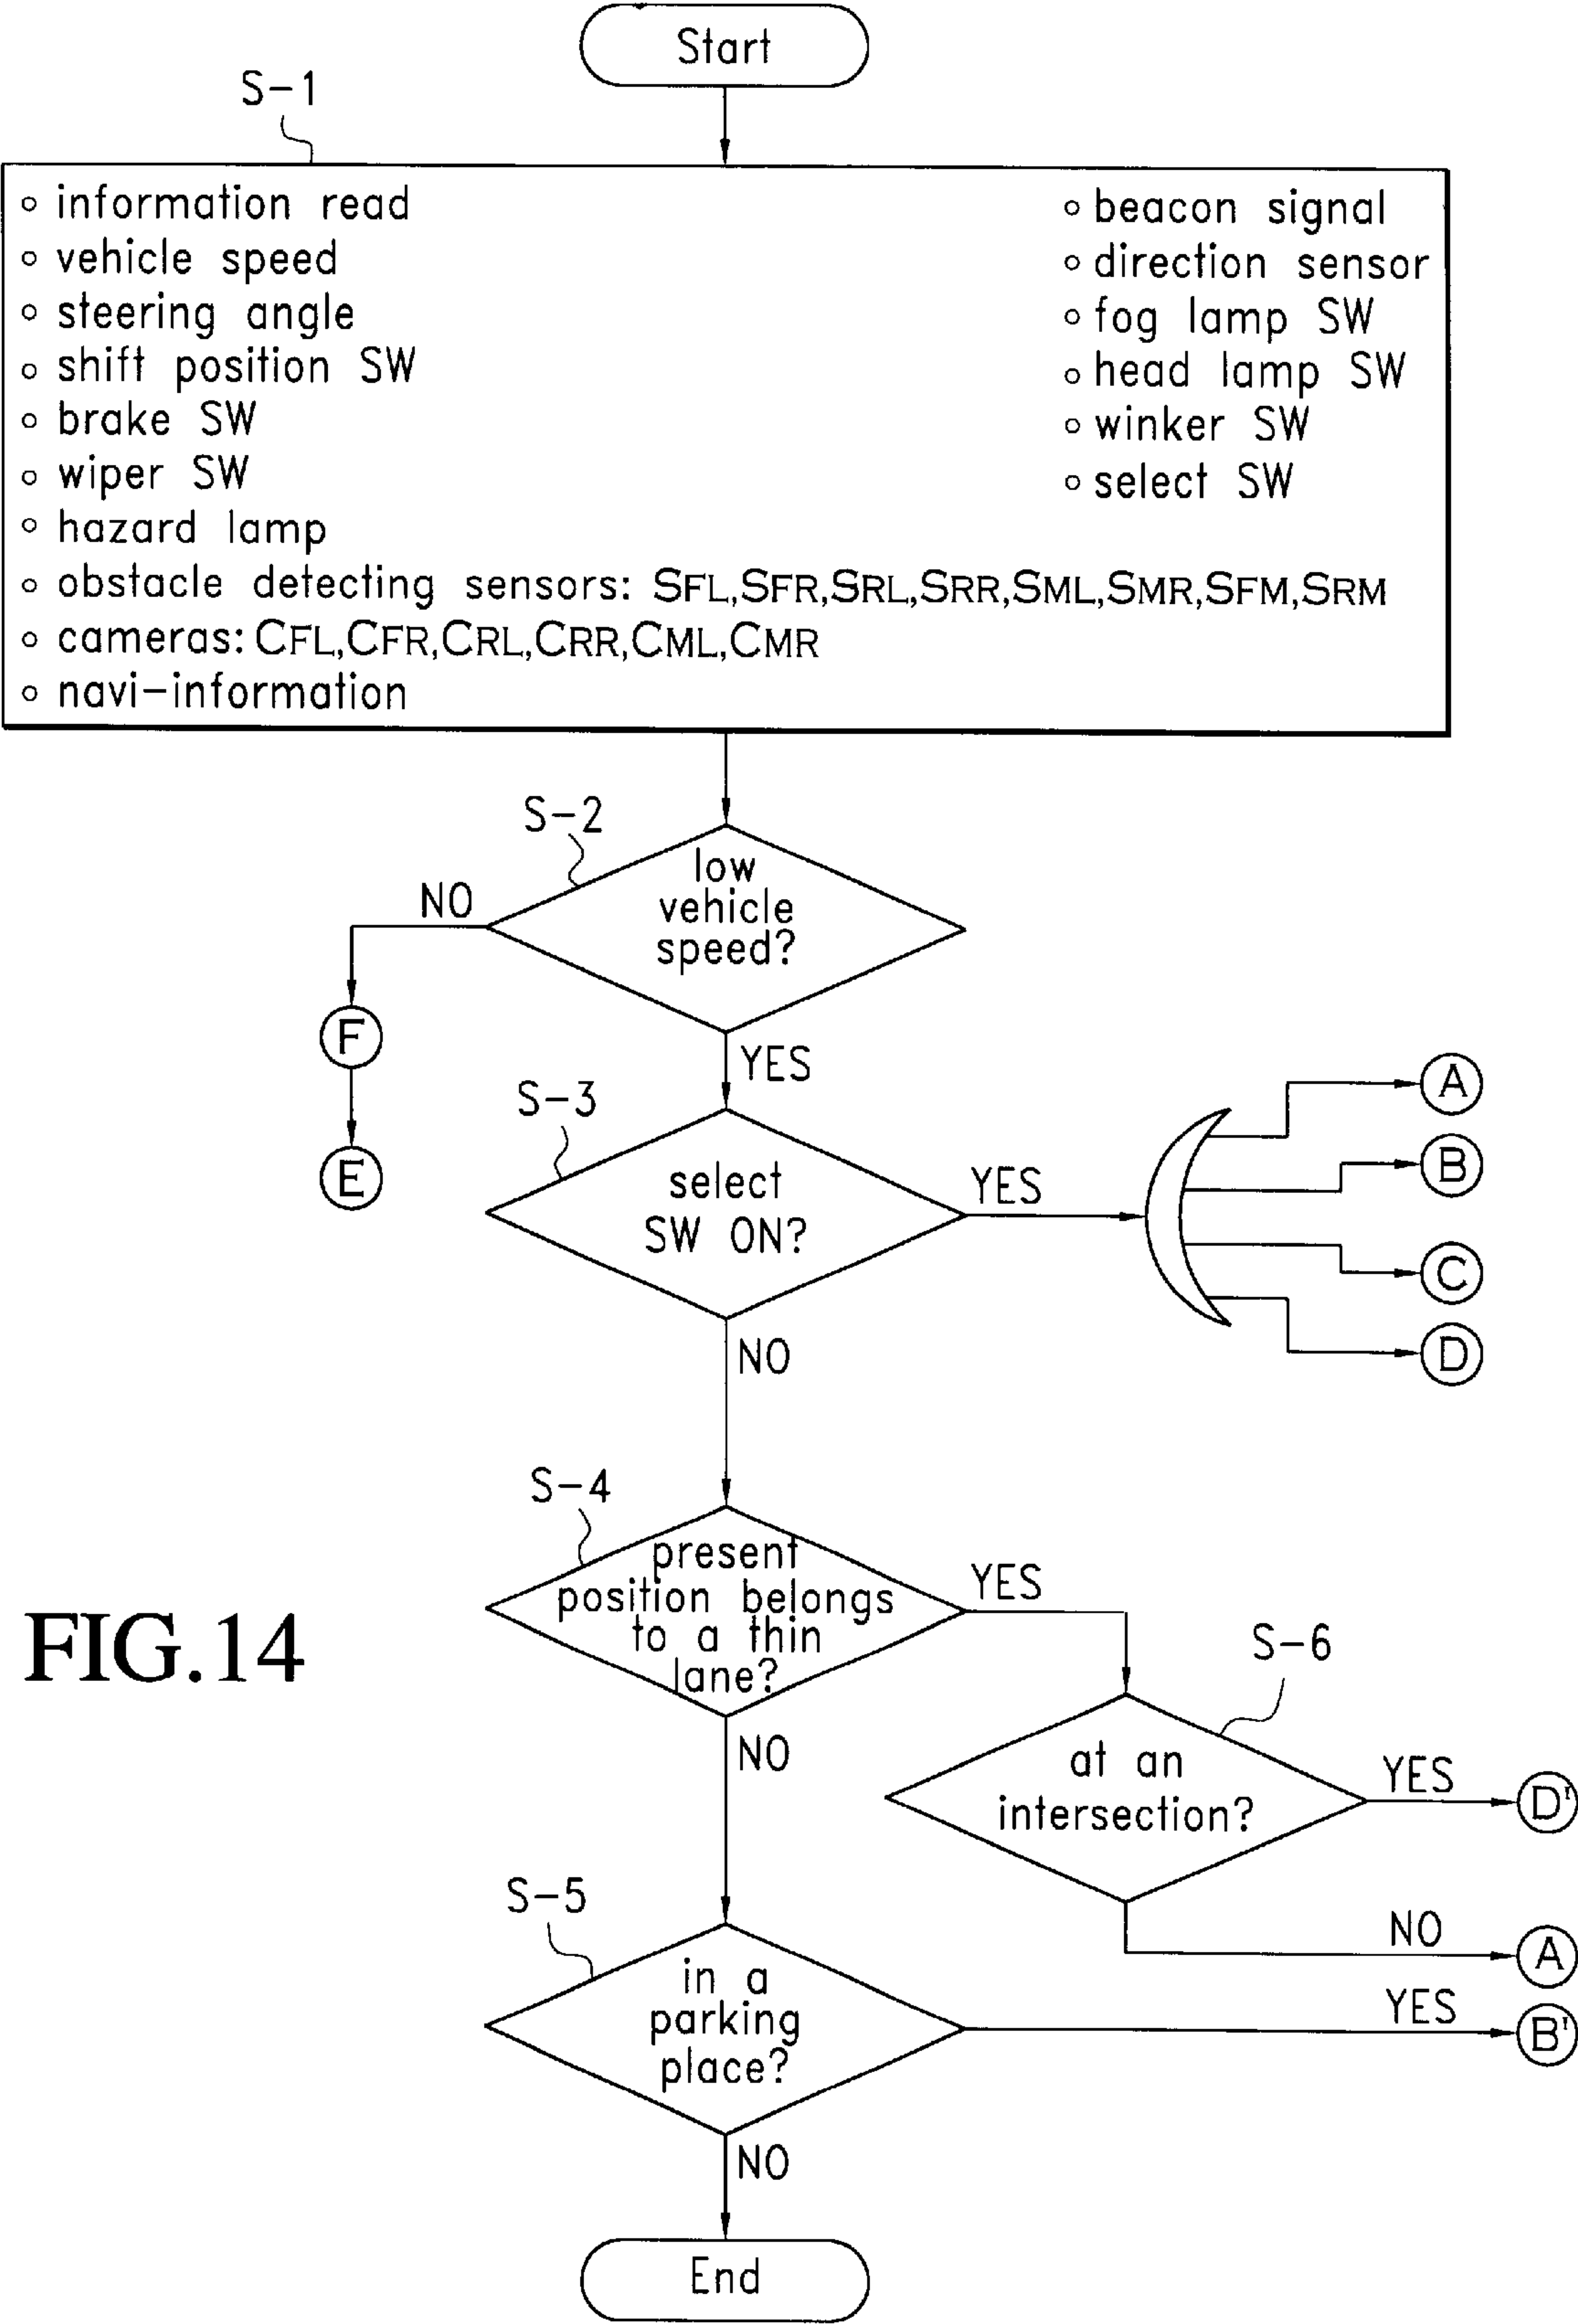 Start
S-1
○ information read
○ vehicle speed
○ steering angle
○ shift position SW
○ brake SW
○ wiper SW
○ hazard lamp
○ beacon signal
○ direction sensor
○ fog lamp SW
○ head lamp SW
○ winker SW
○ select SW
○ obstacle detecting sensors: SFL,SFR,SRL,SRR,SML,SMR,SFM,SRM
○ cameras: CFL,CFR,CRL,CRR,CML,CMR
○ navi-information
S-2
low
vehicle
speed?
NO
F
E
YES
S-3
select
SW ON?
YES
A
B
C
D
NO
S-4
present
position belongs
to a thin
lane?
YES
S-6
at an
intersection?
YES
D'
NO
A
NO
S-5
in a
parking
place?
YES
B'
NO
End
FIG.14